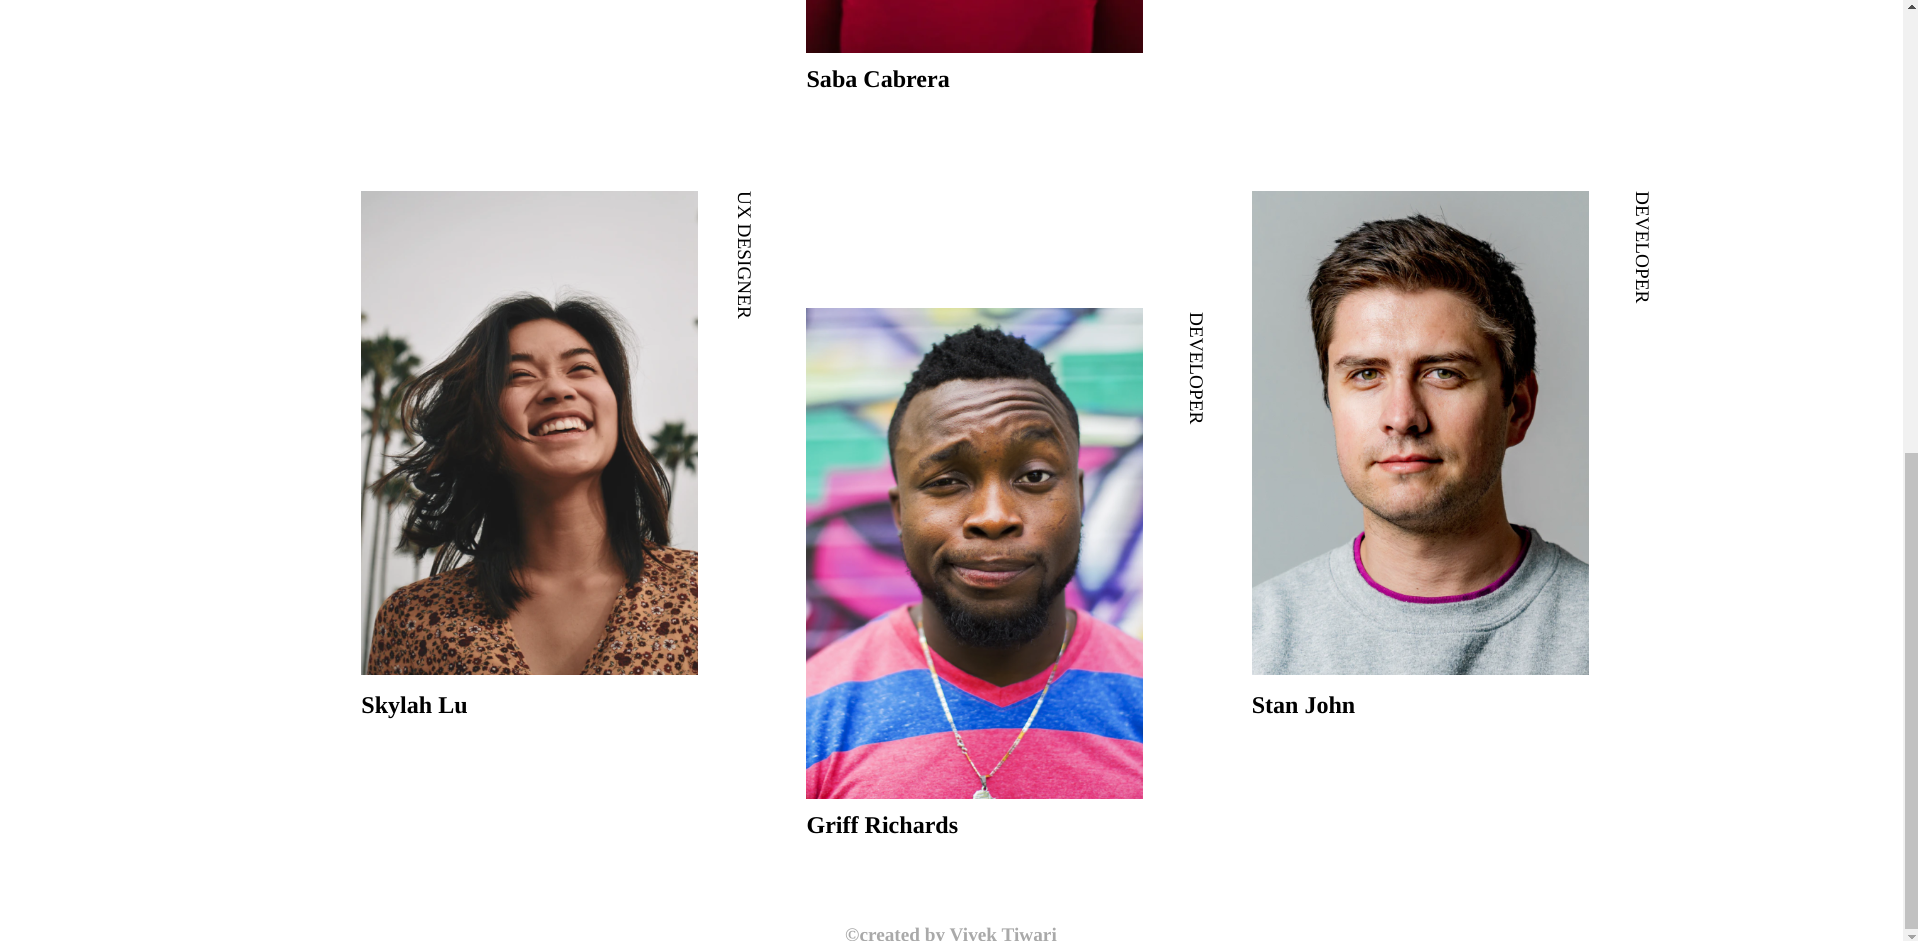 Saba Cabrera
UX DESIGNER
Skylah Lu
DEVELOPER
Griff Richards
DEVELOPER
Stan John
©created by Vivek Tiwari